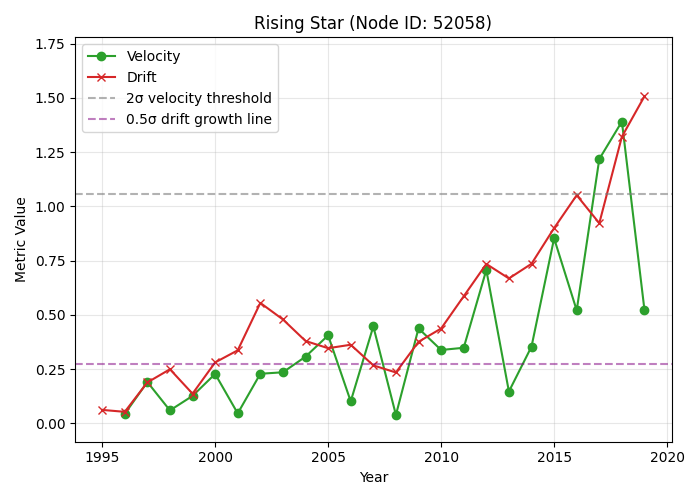 Rising Star (Node ID: 52058)
Velocity
Drift
2σ velocity threshold
0.5σ drift growth line
Metric Value
1.75
1.50
1.25
1.00
0.75
0.50
0.25
0.00
1995 2000 2005 2010 2015 2020
Year